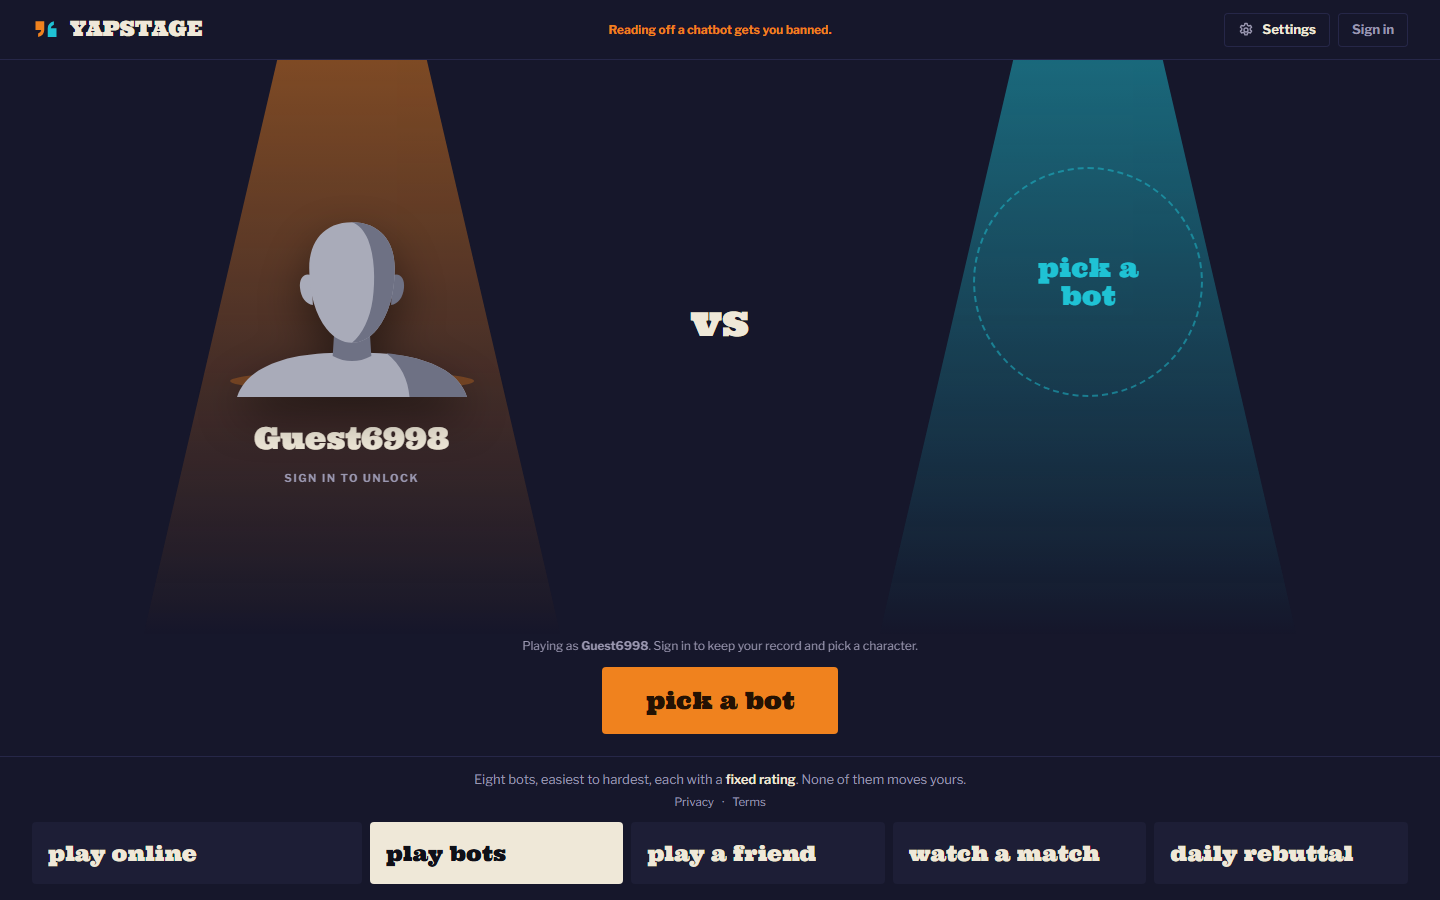 YAPSTAGE
Reading off a chatbot gets you banned.
Settings
Sign in
pick a
bot
vs
Guest6998
SIGN IN TO UNLOCK
Playing as Guest6998. Sign in to keep your record and pick a character.
pick a bot
Eight bots, easiest to hardest, each with a fixed rating. None of them moves yours.
Privacy · Terms
play online
play bots
play a friend
watch a match
daily rebuttal